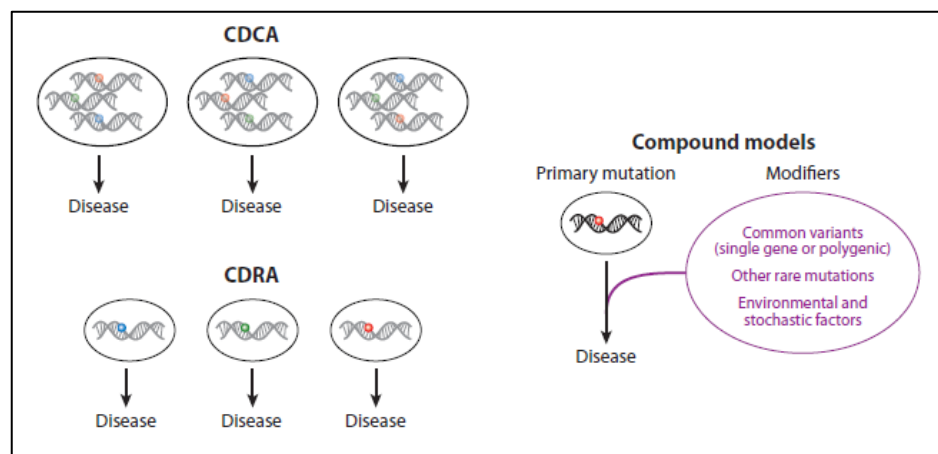 CDCA
Disease
Disease
Disease
CDRA
Disease
Disease
Disease
Compound models
Primary mutation
Modifiers
Common variants
(single gene or polygenic)
Other rare mutations
Environmental and
stochastic factors
Disease